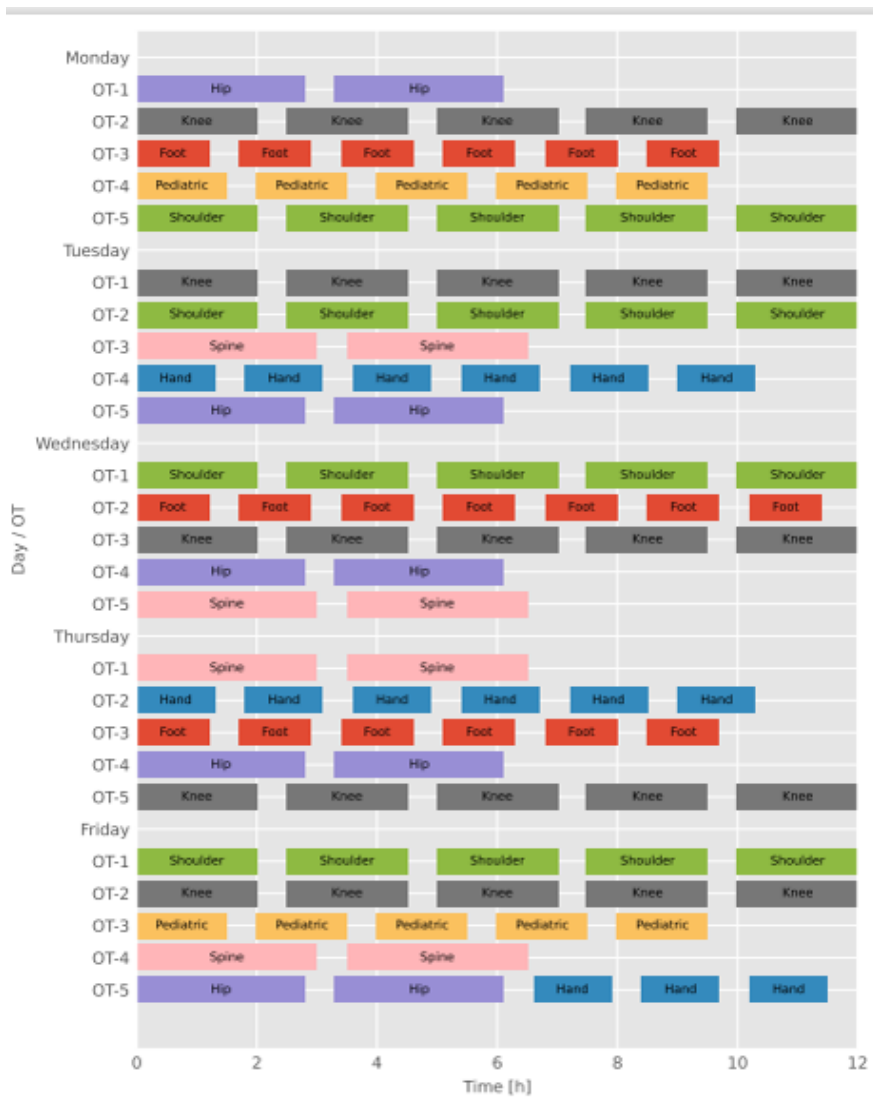 Monday
OT-1 Hip Hip
OT-2 Knee Knee Knee Knee Knee
OT-3 Foot Foot Foot Foot Foot Foot
OT-4 Pediatric Pediatric Pediatric Pediatric Pediatric
OT-5 Shoulder Shoulder Shoulder Shoulder Shoulder
Tuesday
OT-1 Knee Knee Knee Knee Knee
OT-2 Shoulder Shoulder Shoulder Shoulder Shoulder
OT-3 Spine Spine
OT-4 Hand Hand Hand Hand Hand Hand
OT-5 Hip Hip
Wednesday
OT-1 Shoulder Shoulder Shoulder Shoulder Shoulder
OT-2 Foot Foot Foot Foot Foot Foot Foot
OT-3 Knee Knee Knee Knee Knee
OT-4 Hip Hip
OT-5 Spine Spine
Thursday
OT-1 Spine Spine
OT-2 Hand Hand Hand Hand Hand Hand
OT-3 Foot Foot Foot Foot Foot Foot
OT-4 Hip Hip
OT-5 Knee Knee Knee Knee Knee
Friday
OT-1 Shoulder Shoulder Shoulder Shoulder Shoulder
OT-2 Knee Knee Knee Knee Knee
OT-3 Pediatric Pediatric Pediatric Pediatric Pediatric
OT-4 Spine Spine
OT-5 Hip Hip Hand Hand Hand
0 2 4 6 8 10 12
Time [h]
Day / OT